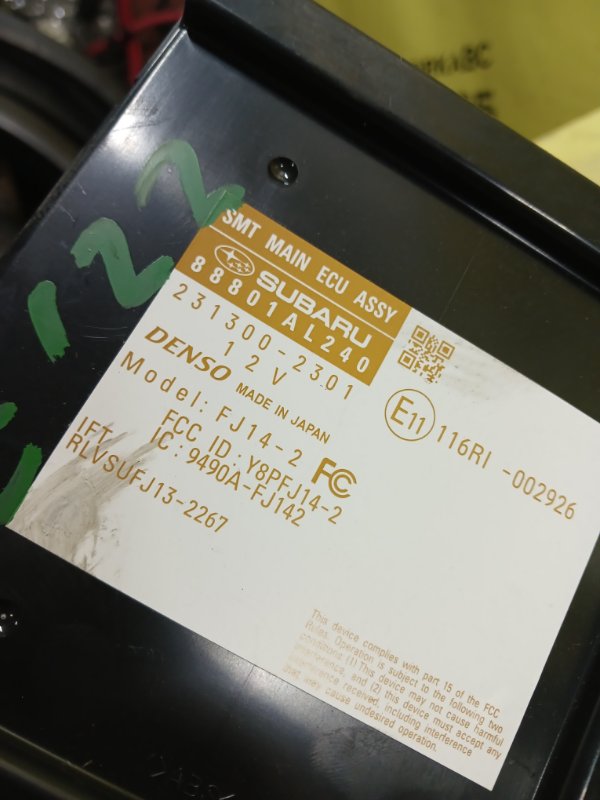 122
SMT MAIN ECU ASSY
SUBARU
88801AL240
231300-2301
12V
DENSO MADE IN JAPAN
Model: FJ14-2
FCC ID: Y8PFJ14-2
IC: 9490A-FJ142
IFT
RLVSUFJ13-2267
FC
E11 116RI -002926
This device complies with part 15 of the FCC
Rules. Operation is subject to the following two
conditions: (1) This device may not cause harmful
interference, and (2) this device must accept any
interference received, including interference
that may cause undesired operation.
>ABS<